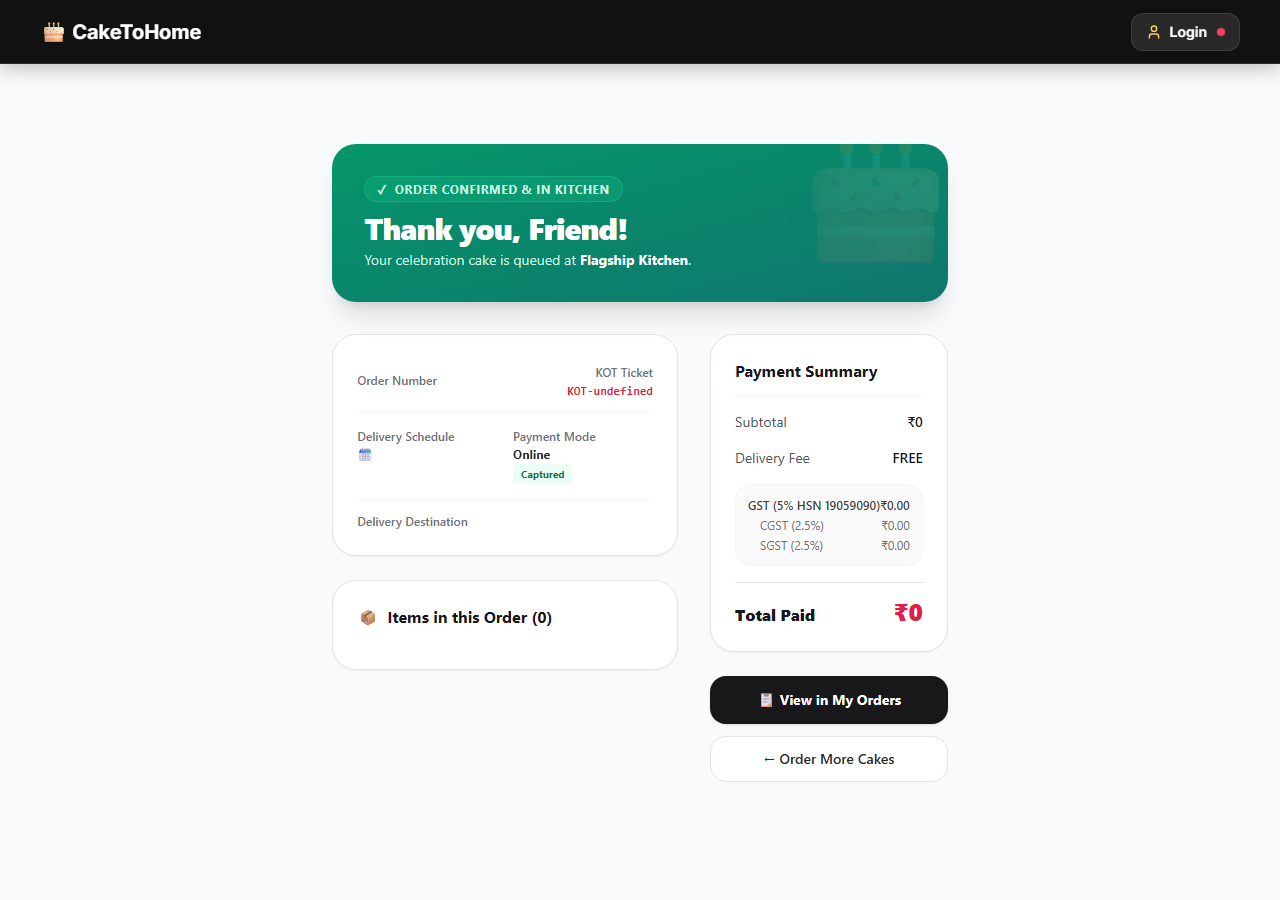 CakeToHome
Login
✓ ORDER CONFIRMED & IN KITCHEN
Thank you, Friend!
Your celebration cake is queued at Flagship Kitchen.
Order Number
KOT Ticket
KOT-undefined
Delivery Schedule
Payment Mode
Online
Captured
Delivery Destination
Items in this Order (0)
Payment Summary
Subtotal ₹0
Delivery Fee FREE
GST (5% HSN 19059090)₹0.00
CGST (2.5%) ₹0.00
SGST (2.5%) ₹0.00
Total Paid ₹0
View in My Orders
← Order More Cakes